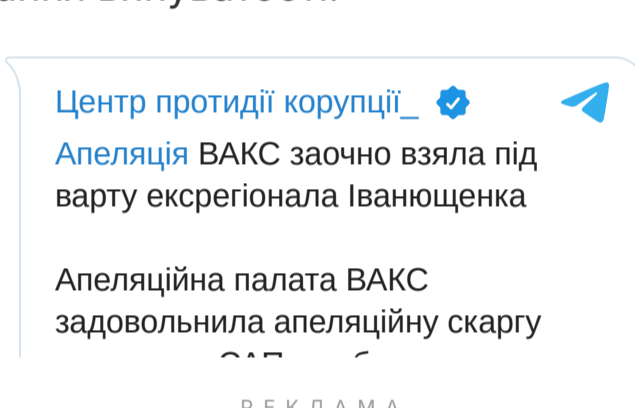 Центр протидії корупції_
Апеляція ВАКС заочно взяла під
варту ексрегіонала Іванющенка
Апеляційна палата ВАКС
задовольнила апеляційну скаргу
РЕКЛАМА